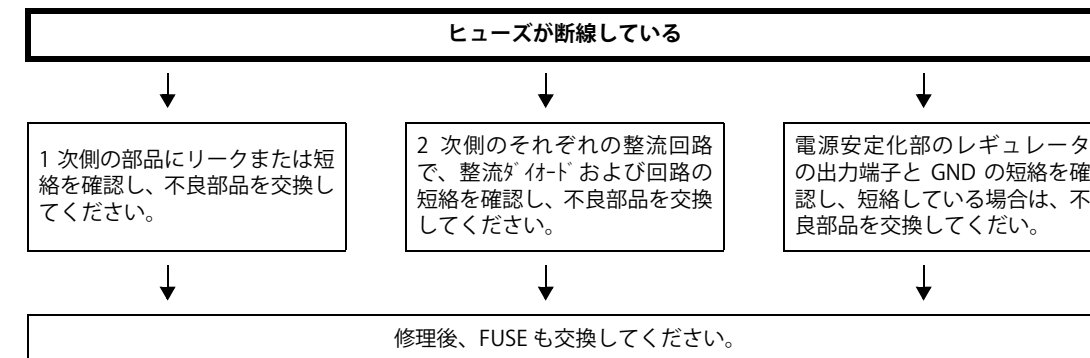 ヒューズが断線している
1 次側の部品にリークまたは短
絡を確認し、不良部品を交換し
てください。
2 次側のそれぞれの整流回路
で、整流ﾀﾞｲｵｰﾄﾞおよび回路の
短絡を確認し、不良部品を交換
してください。
電源安定化部のレギュレータ
の出力端子と GND の短絡を確
認し、短絡している場合は、不
良部品を交換してくだい。
修理後、FUSE も交換してください。